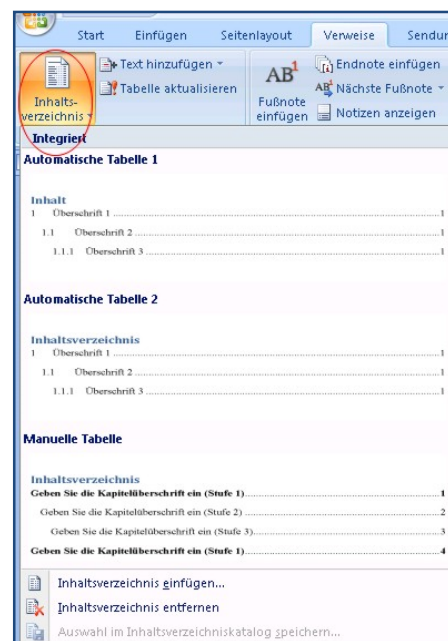 Start Einfügen Seitenlayout Verweise Sendun
Inhalts-
verzeichnis
Text hinzufügen
Tabelle aktualisieren
AB1
Fußnote
einfügen
Endnote einfügen
AB1 Nächste Fußnote
Notizen anzeigen
Integriert
Automatische Tabelle 1
Inhalt
1 Überschrift 1 ... 1
1.1 Überschrift 2 ... 1
1.1.1 Überschrift 3 ... 1
Automatische Tabelle 2
Inhaltsverzeichnis
1 Überschrift 1 ... 1
1.1 Überschrift 2 ... 1
1.1.1 Überschrift 3 ... 1
Manuelle Tabelle
Inhaltsverzeichnis
Geben Sie die Kapitelüberschrift ein (Stufe 1) ... 1
Geben Sie die Kapitelüberschrift ein (Stufe 2) ... 2
Geben Sie die Kapitelüberschrift ein (Stufe 3) ... 3
Geben Sie die Kapitelüberschrift ein (Stufe 1) ... 4
Inhaltsverzeichnis einfügen...
Inhaltsverzeichnis entfernen
Auswahl im Inhaltsverzeichniskatalog speichern...